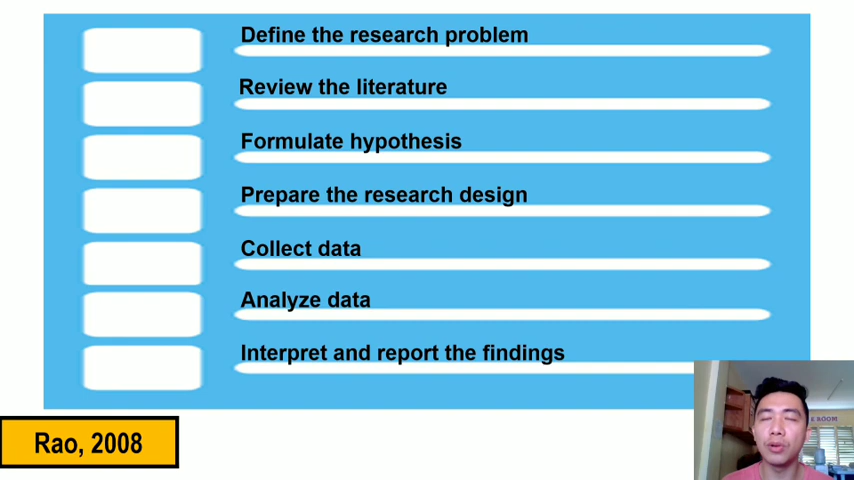 Define the research problem
Review the literature
Formulate hypothesis
Prepare the research design
Collect data
Analyze data
Interpret and report the findings
Rao, 2008
ROOM